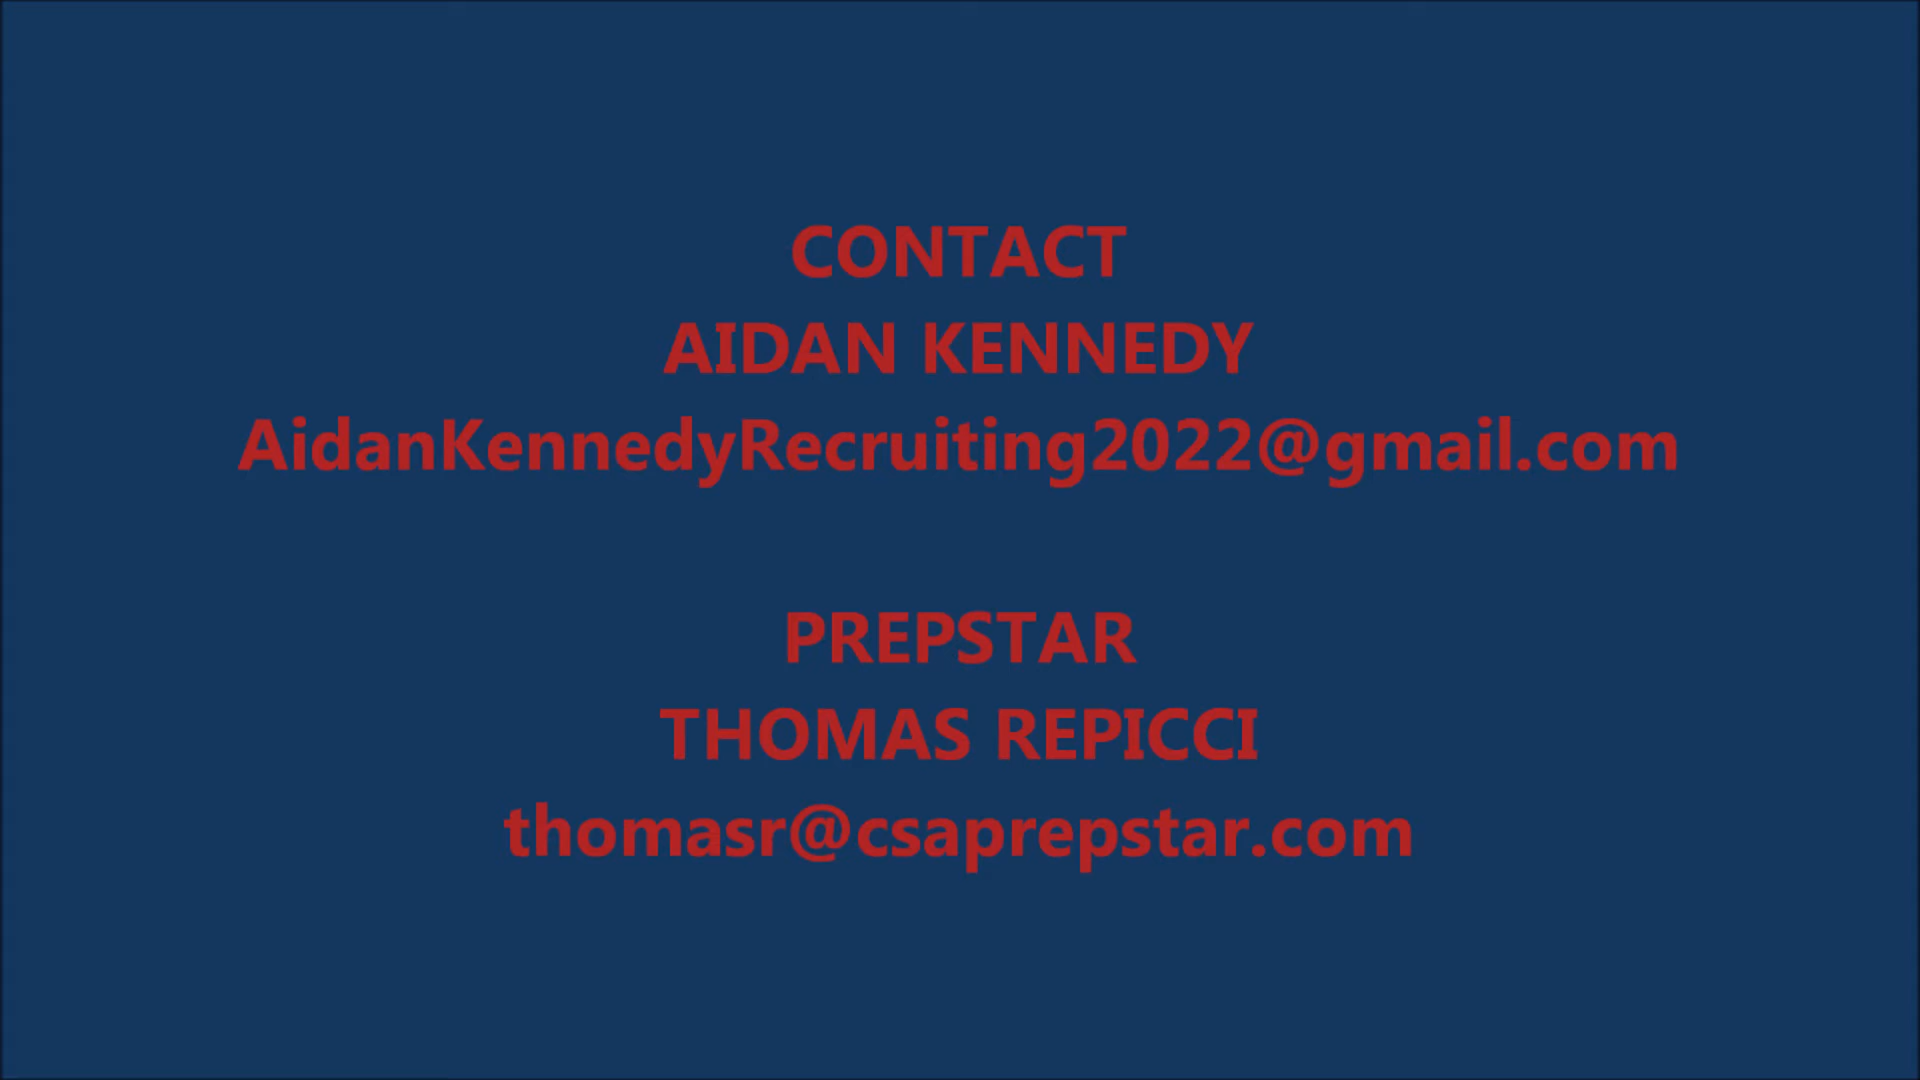 CONTACT
AIDAN KENNEDY
AidanKennedyRecruiting2022@gmail.com
PREPSTAR
THOMAS REPICCI
thomasr@csaprepstar.com